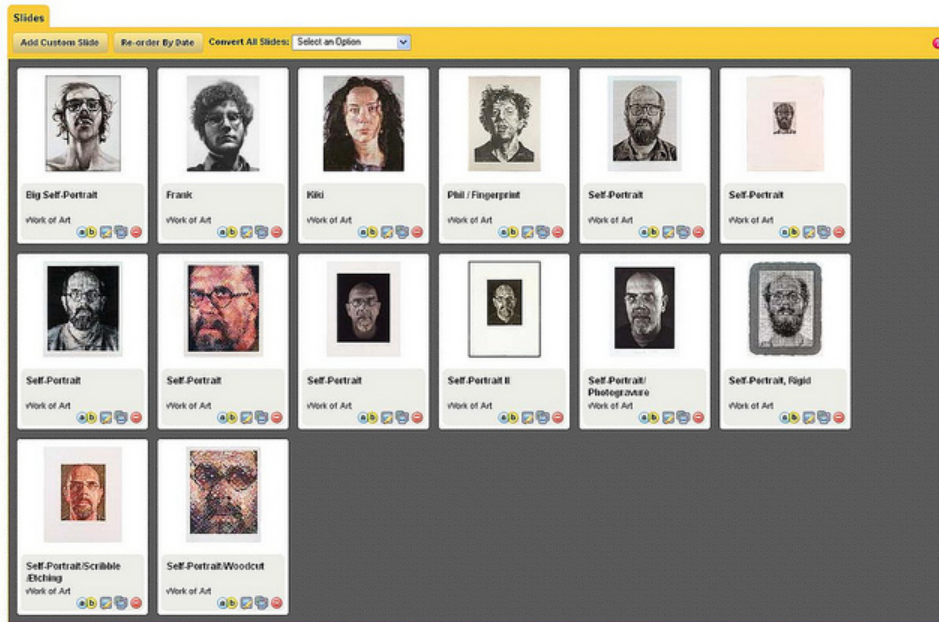 Slides
Add Custom Slide Re-order By Date Convert All Slides: Select an Option
Big Self-Portrait Frank Kiki Phil / Fingerprint Self-Portrait Self-Portrait
Work of Art Work of Art Work of Art Work of Art Work of Art Work of Art
a b a b a b a b a b a b
Self-Portrait Self-Portrait Self-Portrait Self-Portrait II Self-Portrait/ Self-Portrait, Rigid
Photogravure
Work of Art Work of Art Work of Art Work of Art Work of Art Work of Art
a b a b a b a b a b a b
Self-Portrait/Scribble Self-Portrait/Woodcut
/Etching
Work of Art Work of Art
a b a b